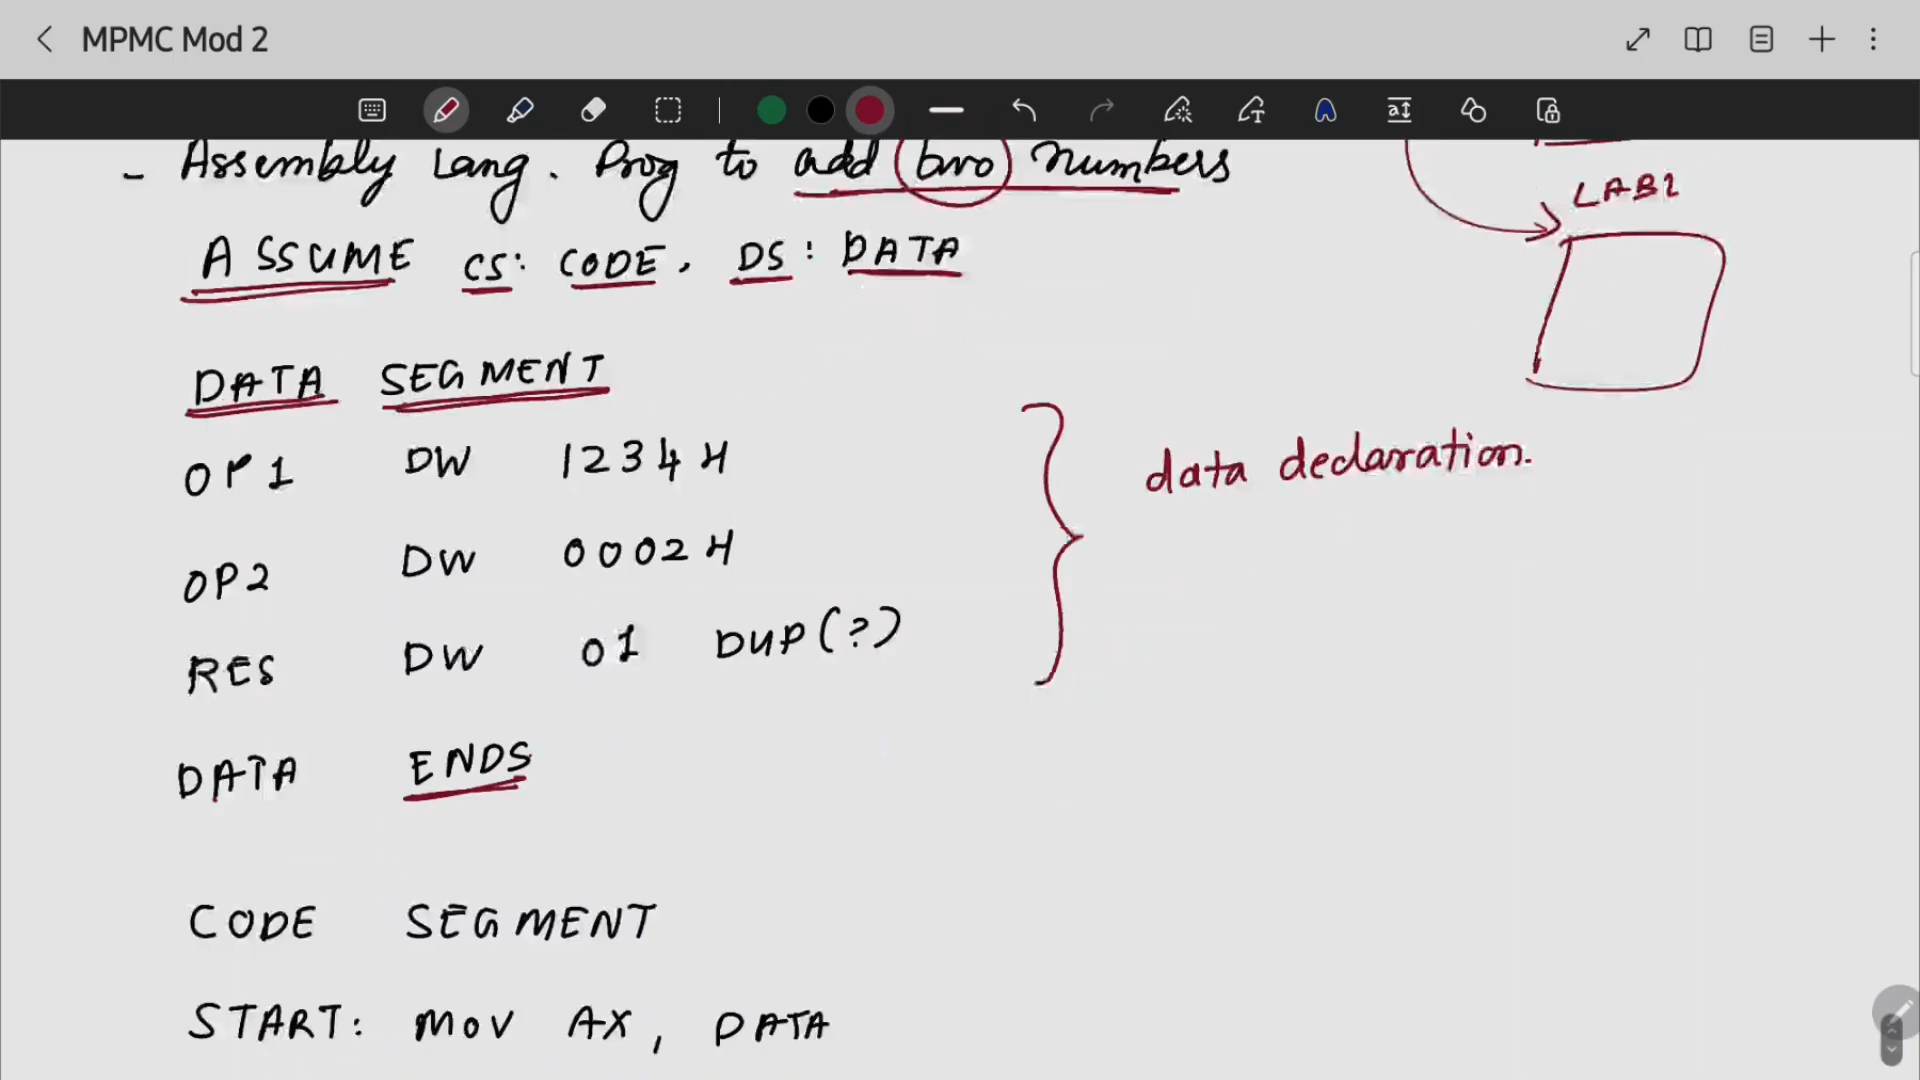 MPMC Mod 2
- Assembly Lang. Prog to add two numbers
LAB1
ASSUME CS: CODE, DS: DATA
DATA SEGMENT
OP1 DW 1234H
data declaration.
OP2 DW 0002H
RES DW 01 DUP(?)
DATA ENDS
CODE SEGMENT
START: MOV AX, DATA